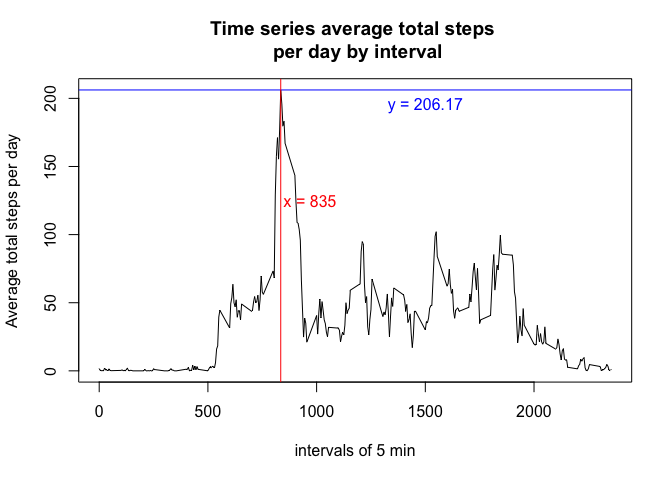 Time series average total steps
per day by interval
y = 206.17
x = 835
Average total steps per day
200
150
100
50
0
0 500 1000 1500 2000
intervals of 5 min